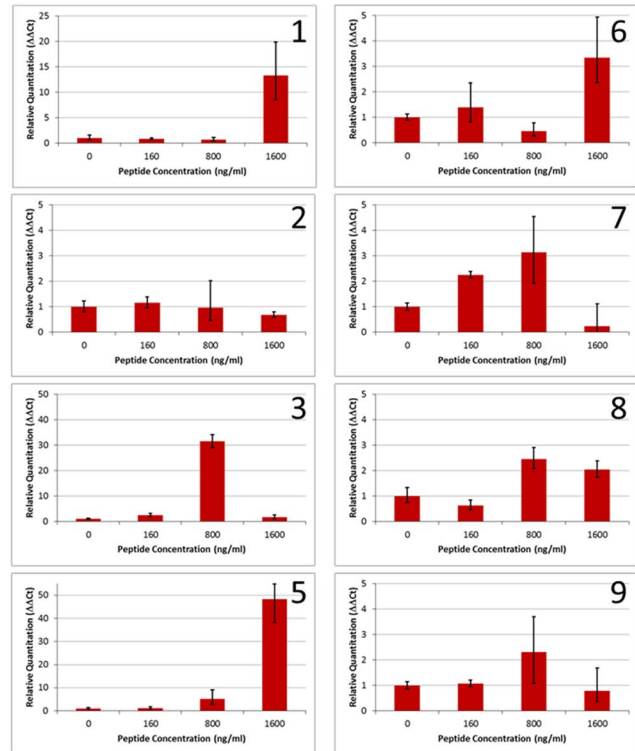 1
Relative Quantitation (ΔΔCt)
25
20
15
10
5
0
0 160 800 1600
Peptide Concentration (ng/ml)
2
Relative Quantitation (ΔΔCt)
5
4
3
2
1
0
0 160 800 1600
Peptide Concentration (ng/ml)
3
Relative Quantitation (ΔΔCt)
50
40
30
20
10
0
0 160 800 1600
Peptide Concentration (ng/ml)
5
Relative Quantitation (ΔΔCt)
50
40
30
20
10
0
0 160 800 1600
Peptide Concentration (ng/ml)
6
Relative Quantitation (ΔΔCt)
5
4
3
2
1
0
0 160 800 1600
Peptide Concentration (ng/ml)
7
Relative Quantitation (ΔΔCt)
5
4
3
2
1
0
0 160 800 1600
Peptide Concentration (ng/ml)
8
Relative Quantitation (ΔΔCt)
5
4
3
2
1
0
0 160 800 1600
Peptide Concentration (ng/ml)
9
Relative Quantitation (ΔΔCt)
5
4
3
2
1
0
0 160 800 1600
Peptide Concentration (ng/ml)